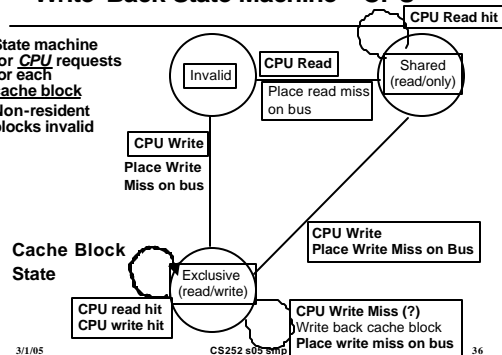 Write-Back State Machine - CPU
CPU Read hit
State machine
for CPU requests
for each
cache block
Non-resident
blocks invalid
Invalid
CPU Read
Place read miss
on bus
Shared
(read/only)
CPU Write
Place Write
Miss on bus
CPU Write
Place Write Miss on Bus
Cache Block
State
Exclusive
(read/write)
CPU read hit
CPU write hit
CPU Write Miss (?)
Write back cache block
Place write miss on bus
3/1/05
CS252 s05 smp
36